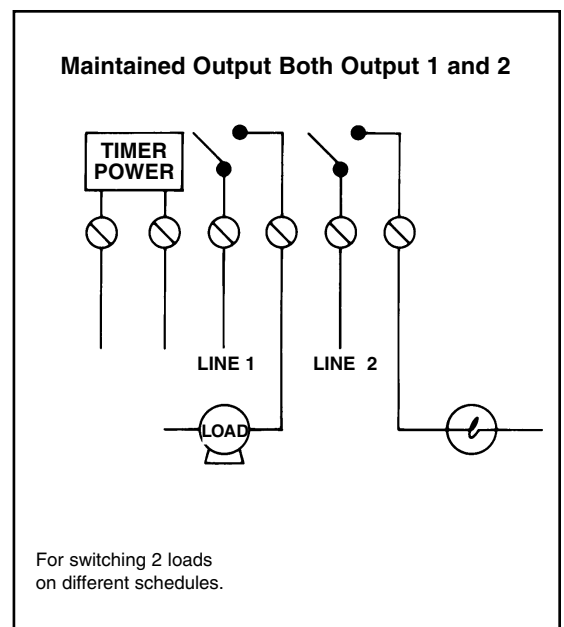 Maintained Output Both Output 1 and 2
TIMER
POWER
LINE 1
LINE 2
LOAD
ℓ
For switching 2 loads
on different schedules.